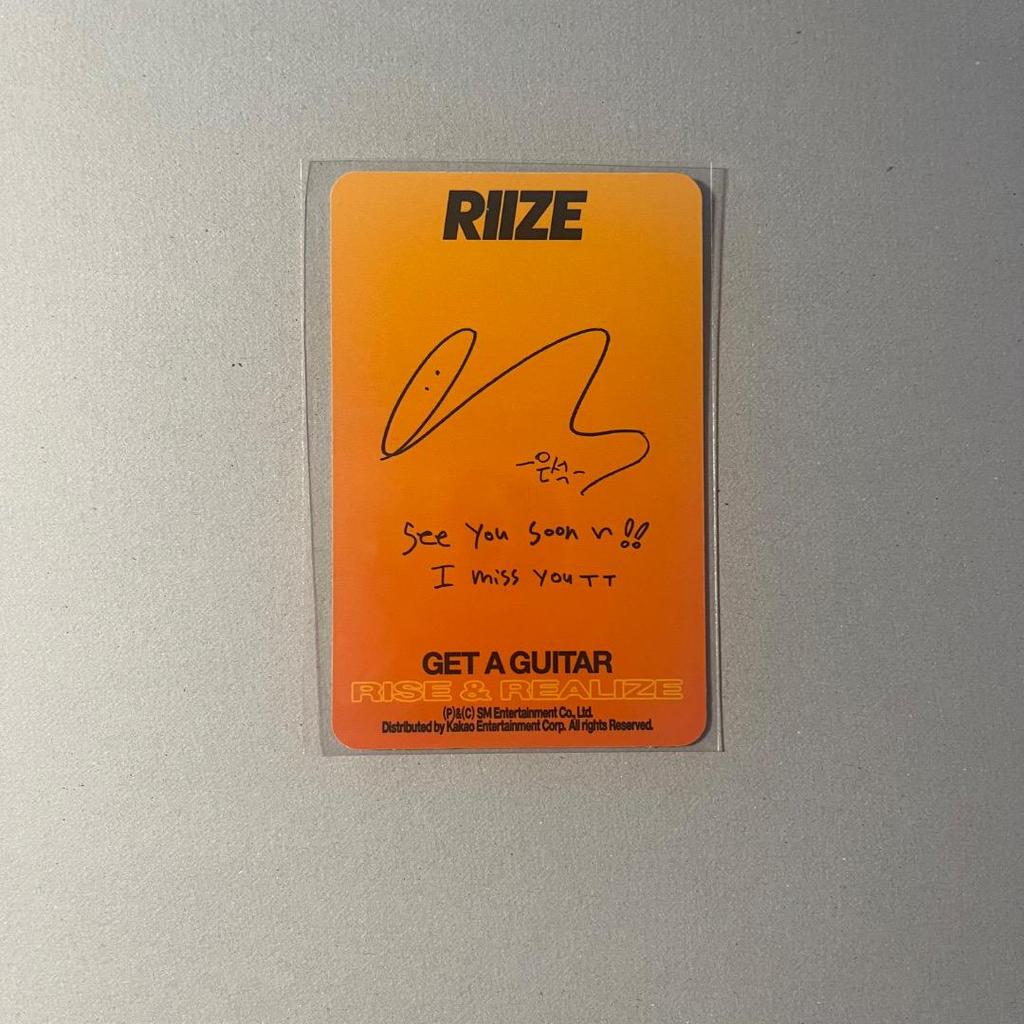 RIIZE
-은석-
See You Soon n!!
I miss You ㅜㅜ
GET A GUITAR
RISE & REALIZE
(P)&(C) SM Entertainment Co., Ltd.
Distributed by Kakao Entertainment Corp. All rights Reserved.